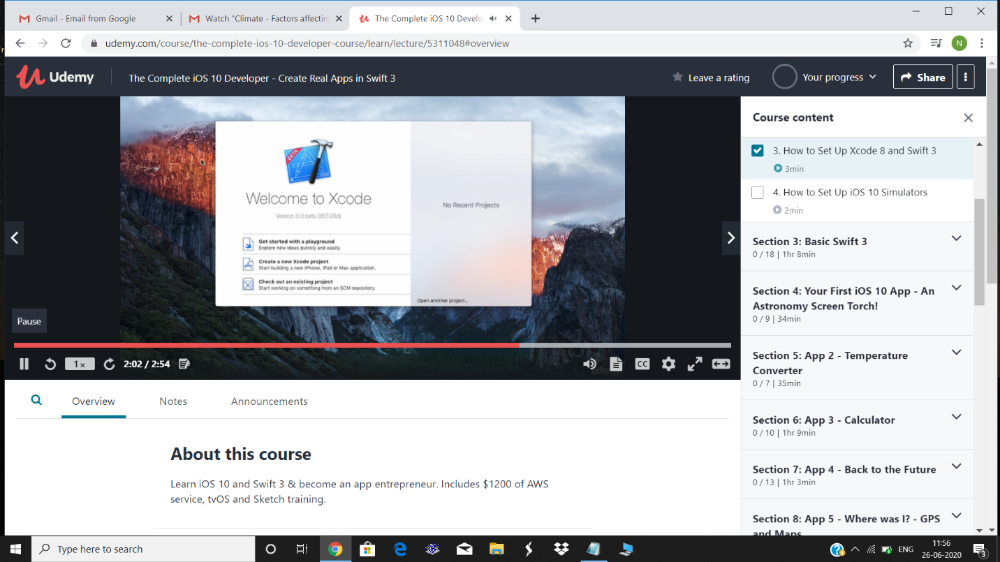 Gmail - Email from Google
Watch "Climate - Factors affecting
The Complete iOS 10 Develo
udemy.com/course/the-complete-ios-10-developer-course/learn/lecture/5311048#overview
N
Udemy
The Complete iOS 10 Developer - Create Real Apps in Swift 3
Leave a rating
Your progress
Share
BETA
Welcome to Xcode
Version 8.0 beta (8S128d)
No Recent Projects
Get started with a playground
Explore new ideas quickly and easily.
Create a new Xcode project
Start building a new iPhone, iPad or Mac application.
Check out an existing project
Start working on something from an SCM repository.
Open another project...
Pause
1 x
2:02 / 2:54
CC
udemy
Course content
3. How to Set Up Xcode 8 and Swift 3
3min
4. How to Set Up iOS 10 Simulators
2min
Section 3: Basic Swift 3
0 / 18 | 1hr 8min
Section 4: Your First iOS 10 App - An
Astronomy Screen Torch!
0 / 9 | 34min
Section 5: App 2 - Temperature
Converter
0 / 7 | 35min
Section 6: App 3 - Calculator
0 / 10 | 1hr 9min
Section 7: App 4 - Back to the Future
0 / 13 | 1hr 3min
Section 8: App 5 - Where was I? - GPS
and Maps
Overview
Notes
Announcements
About this course
Learn iOS 10 and Swift 3 & become an app entrepreneur. Includes $1200 of AWS
service, tvOS and Sketch training.
Type here to search
ENG
11:56
26-06-2020
3